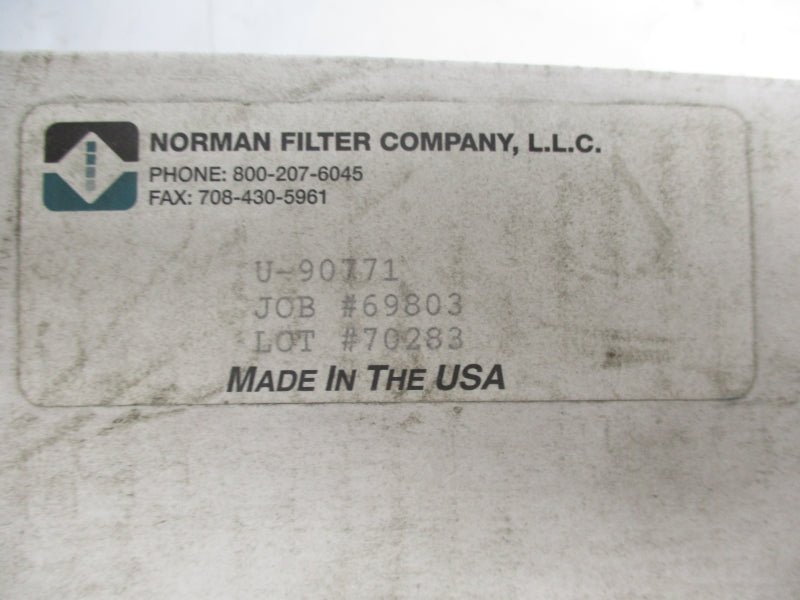 NORMAN FILTER COMPANY, L.L.C.
PHONE: 800-207-6045
FAX: 708-430-5961
U-90771
JOB #69803
LOT #70283
MADE IN THE USA